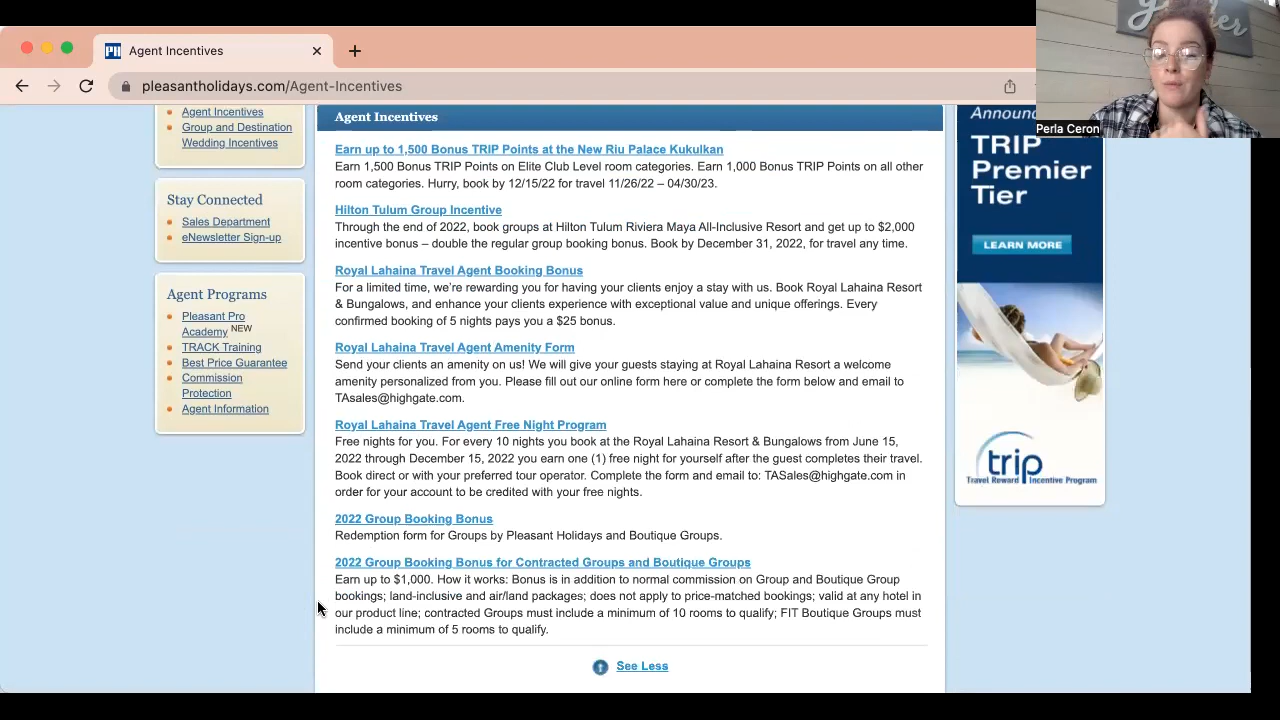 Agent Incentives
pleasantholidays.com/Agent-Incentives
Perla Ceron
Agent Incentives
Group and Destination
Wedding Incentives
Stay Connected
Sales Department
eNewsletter Sign-up
Agent Programs
Pleasant Pro
Academy NEW
TRACK Training
Best Price Guarantee
Commission
Protection
Agent Information
Agent Incentives
Earn up to 1,500 Bonus TRIP Points at the New Riu Palace Kukulkan
Earn 1,500 Bonus TRIP Points on Elite Club Level room categories. Earn 1,000 Bonus TRIP Points on all other
room categories. Hurry, book by 12/15/22 for travel 11/26/22 – 04/30/23.
Hilton Tulum Group Incentive
Through the end of 2022, book groups at Hilton Tulum Riviera Maya All-Inclusive Resort and get up to $2,000
incentive bonus – double the regular group booking bonus. Book by December 31, 2022, for travel any time.
Royal Lahaina Travel Agent Booking Bonus
For a limited time, we're rewarding you for having your clients enjoy a stay with us. Book Royal Lahaina Resort
& Bungalows, and enhance your clients experience with exceptional value and unique offerings. Every
confirmed booking of 5 nights pays you a $25 bonus.
Royal Lahaina Travel Agent Amenity Form
Send your clients an amenity on us! We will give your guests staying at Royal Lahaina Resort a welcome
amenity personalized from you. Please fill out our online form here or complete the form below and email to
TAsales@highgate.com.
Royal Lahaina Travel Agent Free Night Program
Free nights for you. For every 10 nights you book at the Royal Lahaina Resort & Bungalows from June 15,
2022 through December 15, 2022 you earn one (1) free night for yourself after the guest completes their travel.
Book direct or with your preferred tour operator. Complete the form and email to: TASales@highgate.com in
order for your account to be credited with your free nights.
2022 Group Booking Bonus
Redemption form for Groups by Pleasant Holidays and Boutique Groups.
2022 Group Booking Bonus for Contracted Groups and Boutique Groups
Earn up to $1,000. How it works: Bonus is in addition to normal commission on Group and Boutique Group
bookings; land-inclusive and air/land packages; does not apply to price-matched bookings; valid at any hotel in
our product line; contracted Groups must include a minimum of 10 rooms to qualify; FIT Boutique Groups must
include a minimum of 5 rooms to qualify.
See Less
TRIP
Premier
Tier
LEARN MORE
trip
Travel Reward Incentive Program